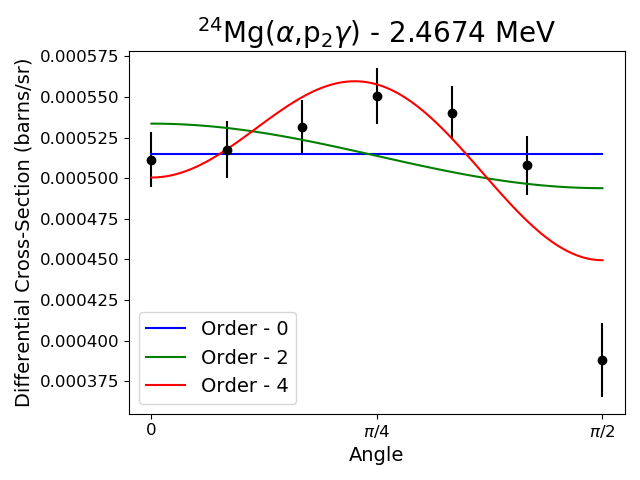 ²⁴Mg(α,p₂γ) - 2.4674 MeV
Differential Cross-Section (barns/sr)
0.000575
0.000550
0.000525
0.000500
0.000475
0.000450
0.000425
0.000400
0.000375
Order - 0
Order - 2
Order - 4
0 π/4 π/2
Angle